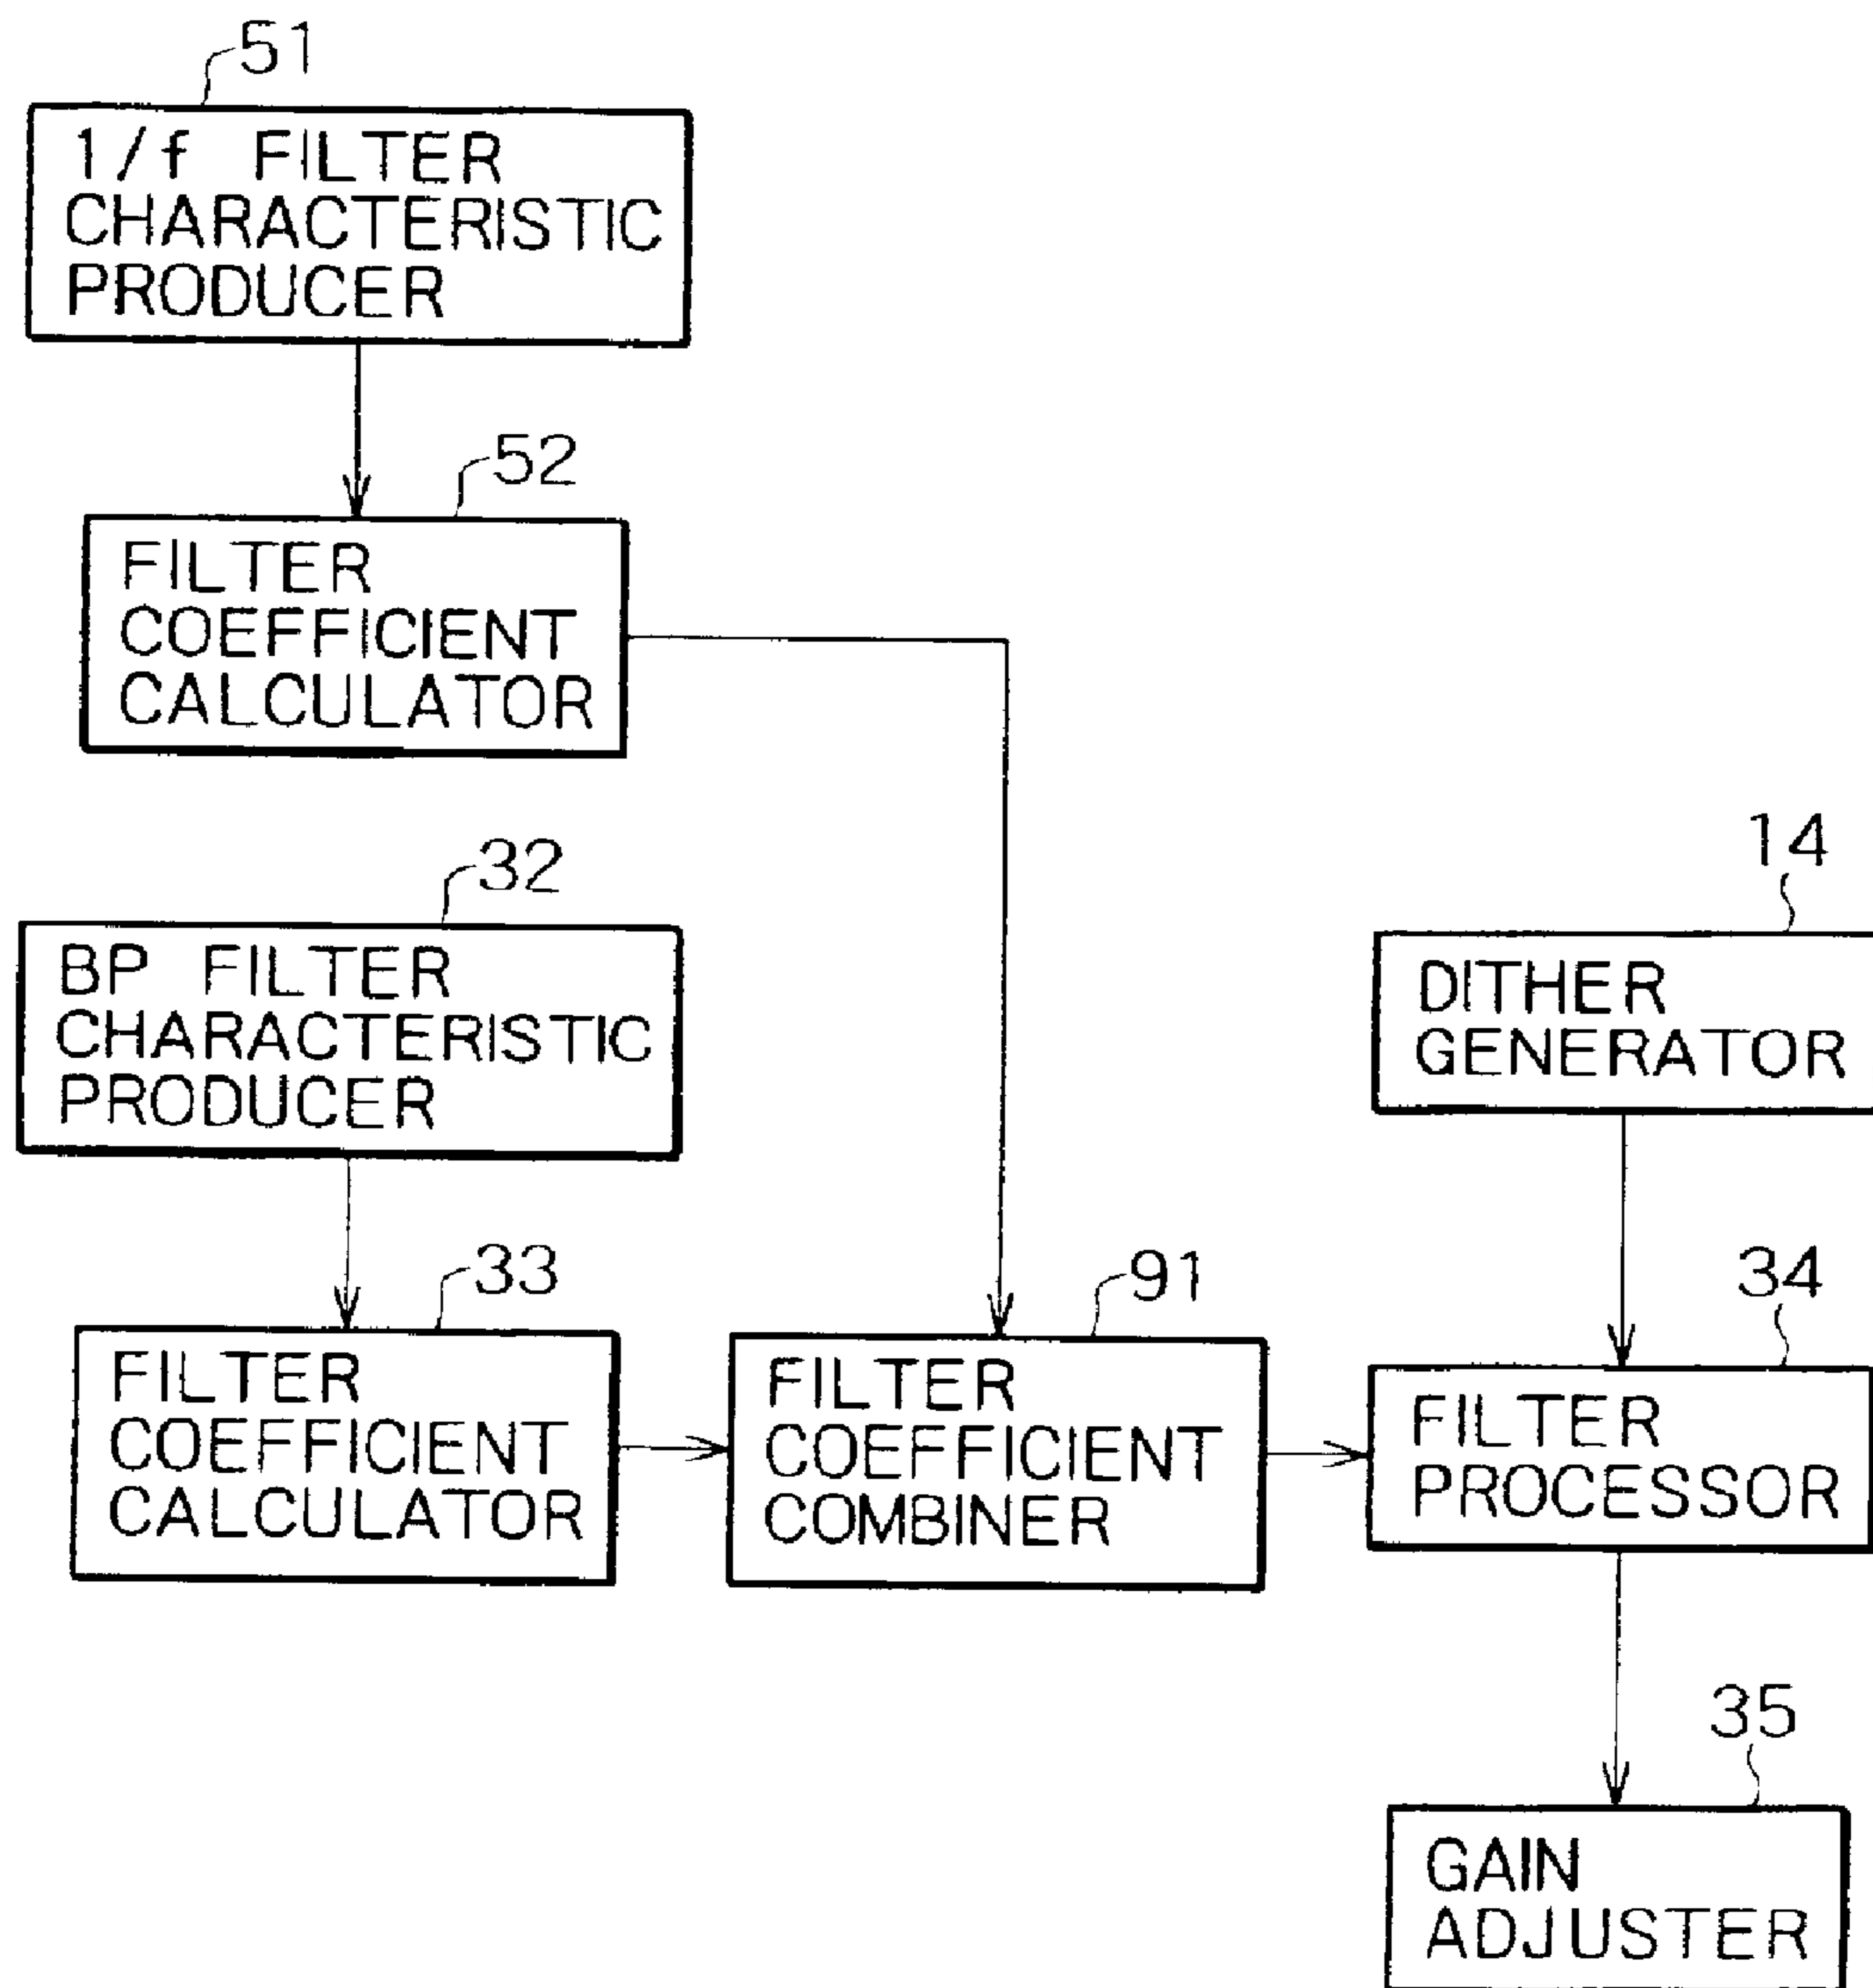 51
1/f FILTER
CHARACTERISTIC
PRODUCER
52
FILTER
COEFFICIENT
CALCULATOR
32
BP FILTER
CHARACTERISTIC
PRODUCER
14
DITHER
GENERATOR
33
FILTER
COEFFICIENT
CALCULATOR
91
FILTER
COEFFICIENT
COMBINER
34
FILTER
PROCESSOR
35
GAIN
ADJUSTER